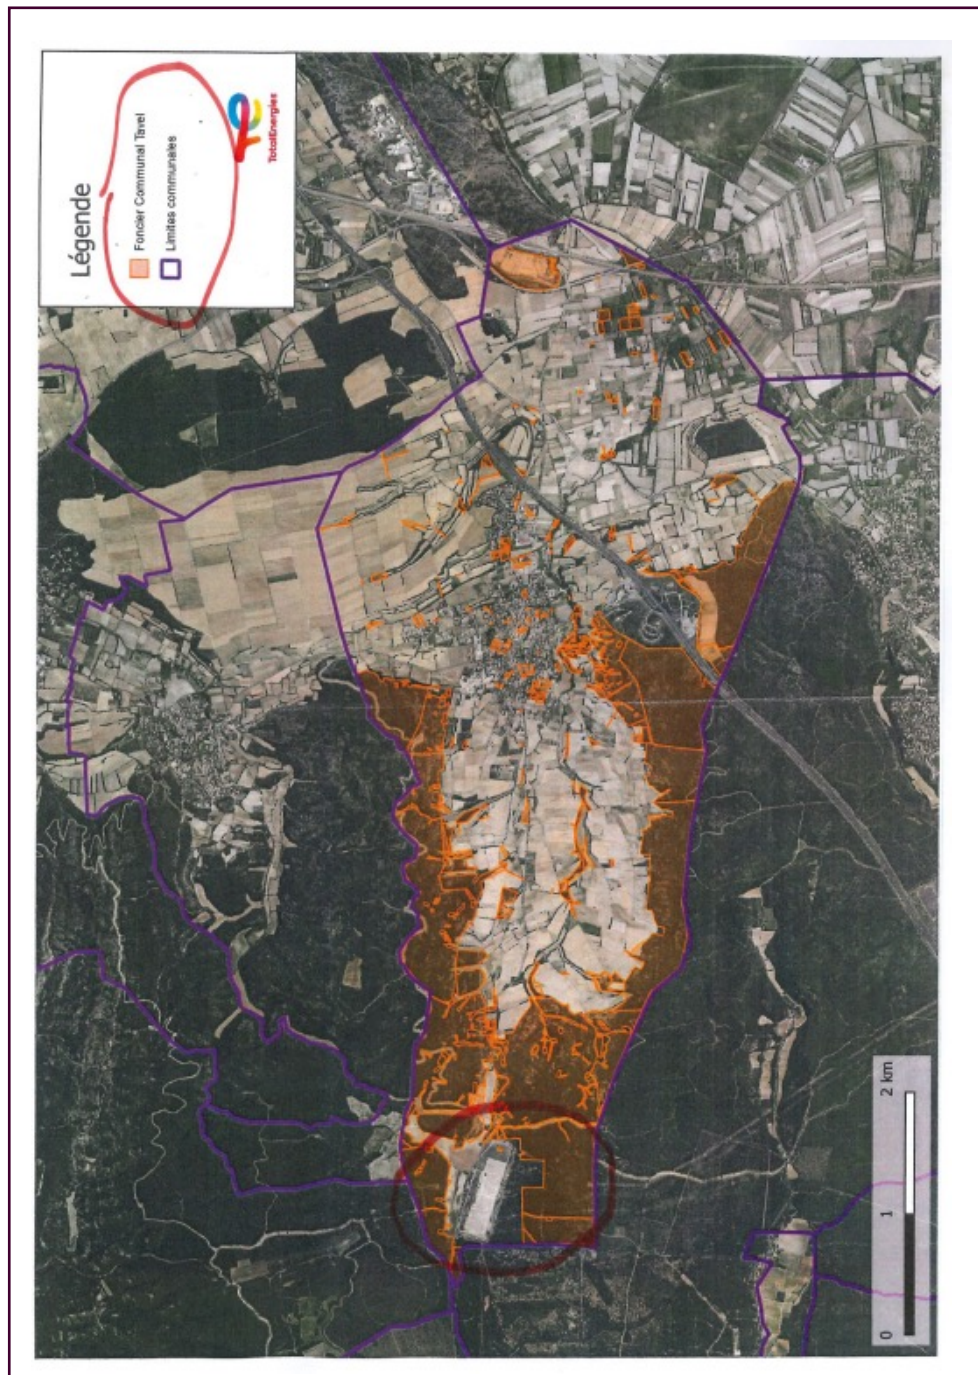 Légende
Foncier Communal Tavel
Limites communales
TotalEnergies
0 1 2 km